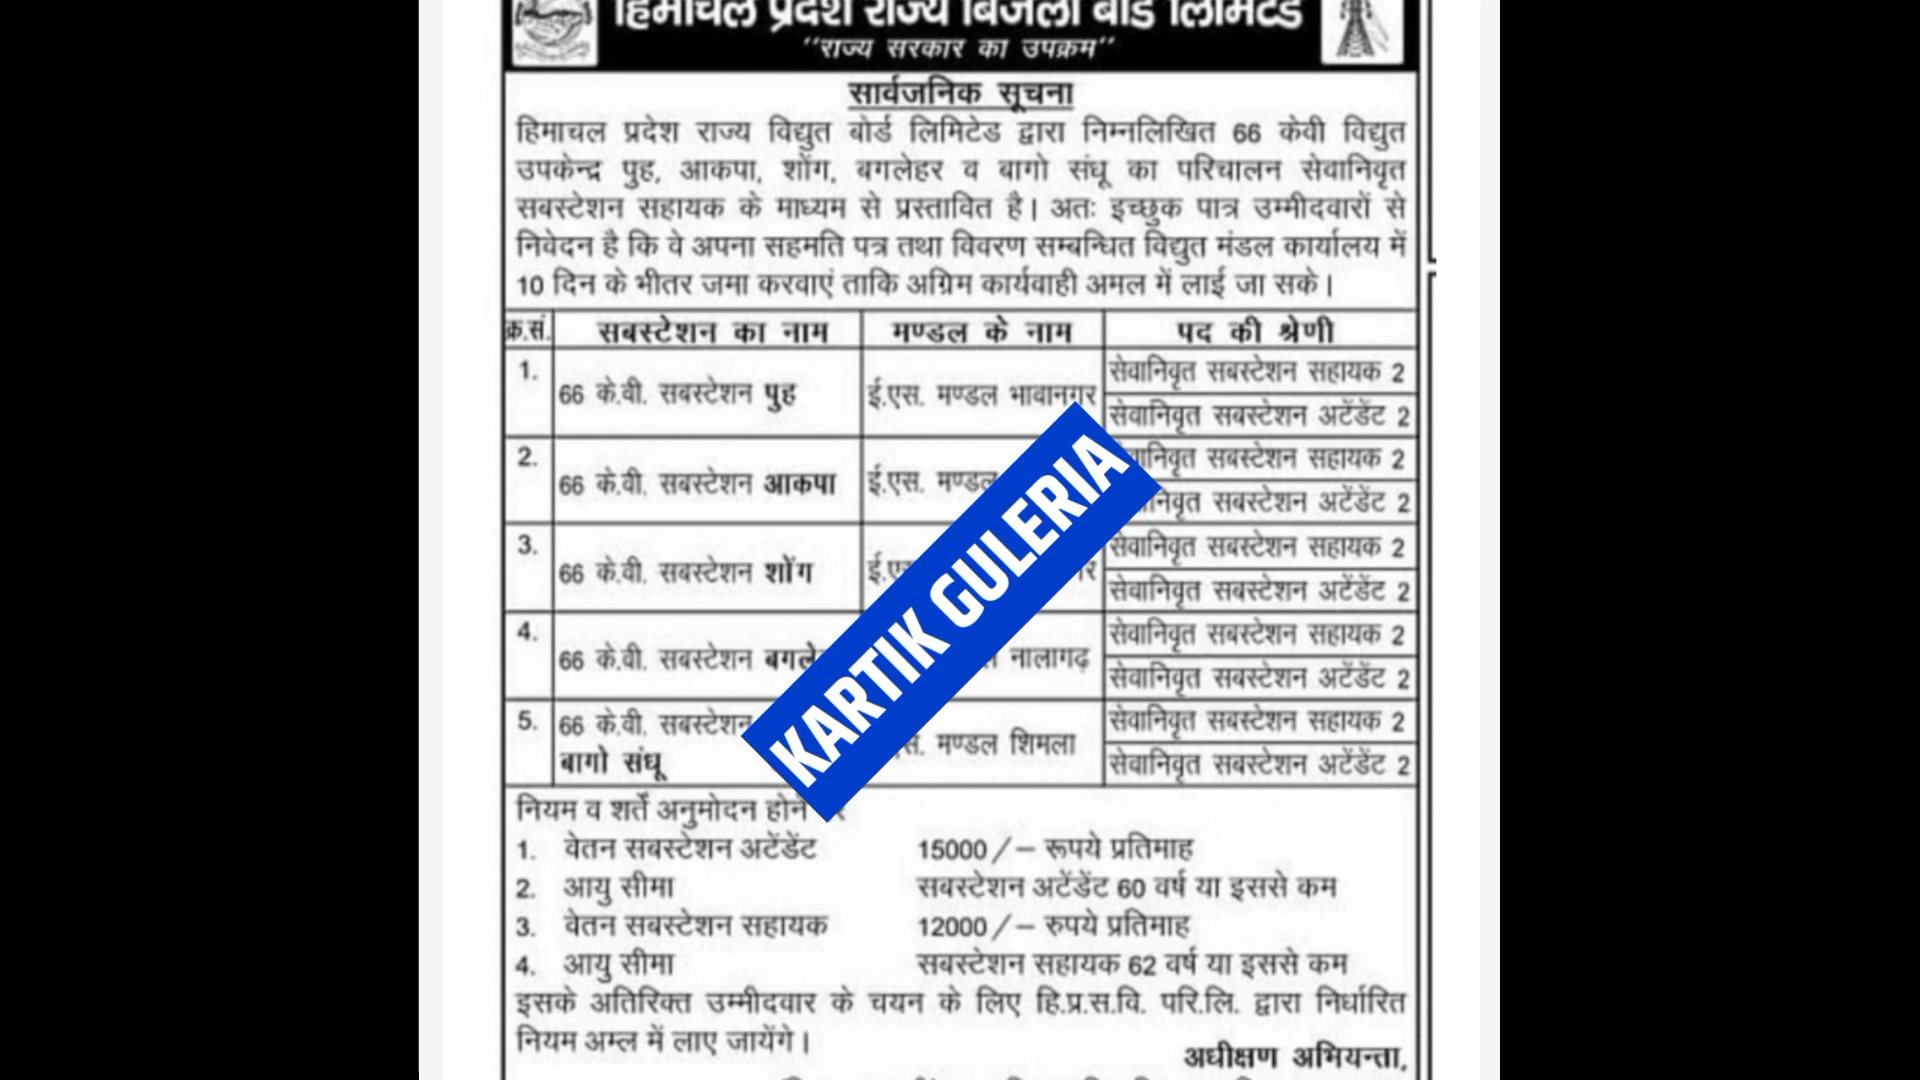 हिमाचल प्रदेश राज्य बिजली बोर्ड लिमिटेड
"राज्य सरकार का उपक्रम"
सार्वजनिक सूचना
हिमाचल प्रदेश राज्य विद्युत बोर्ड लिमिटेड द्वारा निम्नलिखित 66 केवी विद्युत
उपकेन्द्र पुह, आकपा, शोंग, बगलेहर व बागो संधू का परिचालन सेवानिवृत
सबस्टेशन सहायक के माध्यम से प्रस्तावित है। अतः इच्छुक पात्र उम्मीदवारों से
निवेदन है कि वे अपना सहमति पत्र तथा विवरण सम्बन्धित विद्युत मंडल कार्यालय में
10 दिन के भीतर जमा करवाएं ताकि अग्रिम कार्यवाही अमल में लाई जा सके।
क्र.सं. सबस्टेशन का नाम मण्डल के नाम पद की श्रेणी
1. 66 के.वी. सबस्टेशन पुह ई.एस. मण्डल भावानगर सेवानिवृत सबस्टेशन सहायक 2
सेवानिवृत सबस्टेशन अटेंडेंट 2
2. 66 के.वी. सबस्टेशन आकपा ई.एस. मण्डल सबस्टेशन सहायक 2
सबस्टेशन अटेंडेंट 2
3. 66 के.वी. सबस्टेशन शोंग सेवानिवृत सबस्टेशन सहायक 2
सेवानिवृत सबस्टेशन अटेंडेंट 2
4. 66 के.वी. सबस्टेशन नालागढ़ सेवानिवृत सबस्टेशन सहायक 2
सेवानिवृत सबस्टेशन अटेंडेंट 2
5. 66 के.वी. सबस्टेशन बागो संधू मण्डल शिमला सेवानिवृत सबस्टेशन सहायक 2
सेवानिवृत सबस्टेशन अटेंडेंट 2
KARTIK GULERIA
नियम व शर्ते अनुमोदन होने
1. वेतन सबस्टेशन अटेंडेंट 15000/– रूपये प्रतिमाह
2. आयु सीमा सबस्टेशन अटेंडेंट 60 वर्ष या इससे कम
3. वेतन सबस्टेशन सहायक 12000/– रुपये प्रतिमाह
4. आयु सीमा सबस्टेशन सहायक 62 वर्ष या इससे कम
इसके अतिरिक्त उम्मीदवार के चयन के लिए हि.प्र.स.वि. परि.लि. द्वारा निर्धारित
नियम अम्ल में लाए जायेंगे।
अधीक्षण अभियन्ता,